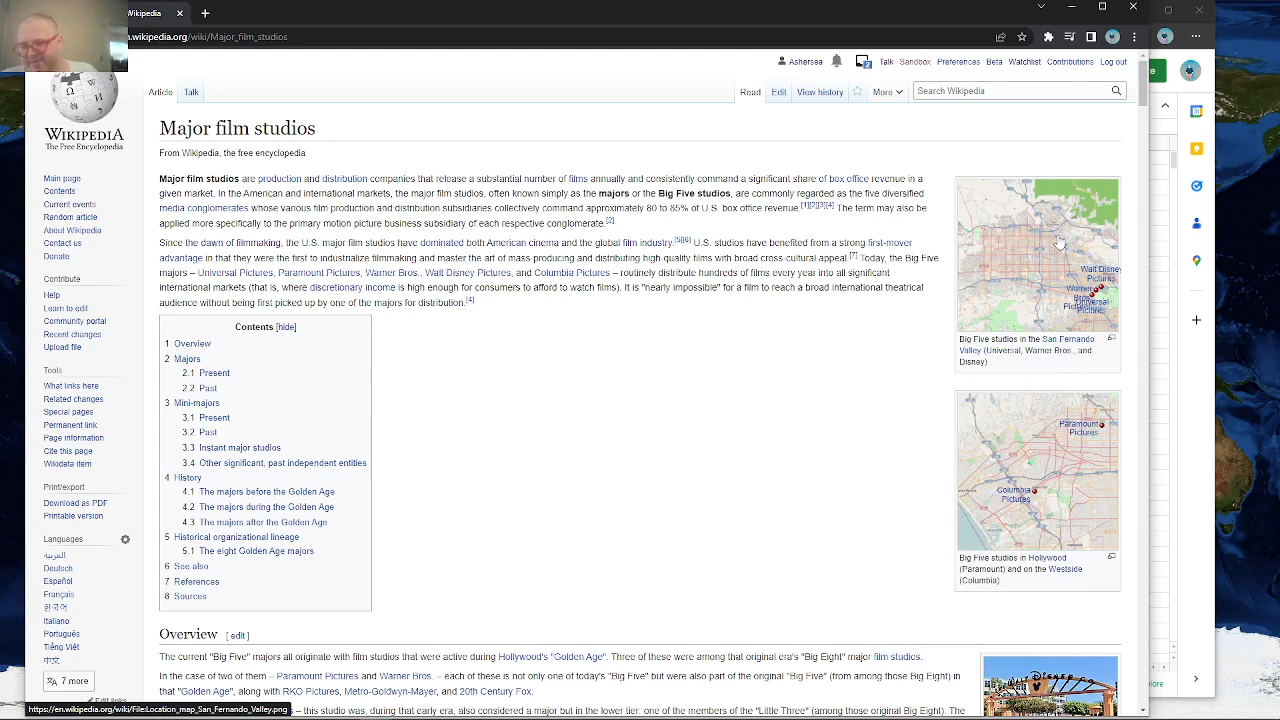 Wikipedia
.wikipedia.org/wiki/Major_film_studios
Ashersea
Talk
Sandbox
Preferences
Beta
Watchlist
Contributions
Log out
Article
Talk
Read
Edit
View history
More
Search Wikipedia
WIKIPEDIA
The Free Encyclopedia
Main page
Contents
Current events
Random article
About Wikipedia
Contact us
Donate
Contribute
Help
Learn to edit
Community portal
Recent changes
Upload file
Tools
What links here
Related changes
Special pages
Permanent link
Page information
Cite this page
Wikidata item
Print/export
Download as PDF
Printable version
Languages
العربية
Deutsch
Español
Français
한국어
Italiano
Português
Tiếng Việt
中文
7 more
Edit links
https://en.wikipedia.org/wiki/File:Location_map_San_Fernando_Valley.png
Major film studios
From Wikipedia, the free encyclopedia
Major film studios are production and distribution companies that release a substantial number of films annually and consistently command a significant share of box office revenue in a
given market. In the American and international markets, the major film studios, often known simply as the majors or the Big Five studios, are commonly regarded as the five diversified
media conglomerates whose various film production and distribution subsidiaries collectively command approximately 80 to 85% of U.S. box office revenue.[1][2][3][4] The term may also be
applied more specifically to the primary motion picture business subsidiary of each respective conglomerate.[2]
Since the dawn of filmmaking, the U.S. major film studios have dominated both American cinema and the global film industry.[5][6] U.S. studios have benefited from a strong first-mover
advantage in that they were the first to industrialize filmmaking and master the art of mass producing and distributing high quality films with broad cross-cultural appeal.[7] Today, the Big Five
majors – Universal Pictures, Paramount Pictures, Warner Bros., Walt Disney Pictures, and Columbia Pictures – routinely distribute hundreds of films every year into all significant
international markets (that is, where discretionary income is high enough for consumers to afford to watch films). It is "nearly impossible" for a film to reach a broad international theatrical
audience without being first picked up by one of the majors for distribution.[4]
Contents [hide]
1 Overview
2 Majors
2.1 Present
2.2 Past
3 Mini-majors
3.1 Present
3.2 Past
3.3 Instant major studios
3.4 Other significant, past independent entities
4 History
4.1 The majors before the Golden Age
4.2 The majors during the Golden Age
4.3 The majors after the Golden Age
5 Historical organizational lineage
5.1 The eight Golden Age majors
6 See also
7 References
8 Sources
Walt Disney
Warner
Universal
Pictures
Big Five studios in the San Fernando
Valley (Universal, Warner Bros., and
Disney)
Paramount
Pictures
Columbia
Pictures
Big Five studios in Hollywood
(Paramount) and on the Westside
(Columbia)
Overview [ edit ]
The current "Big Five" majors all originate with film studios that were active during Hollywood's "Golden Age". Three of these were among that original era's "Big Eight" major film studios.
In the case of two of them – Paramount Pictures and Warner Bros. – each of these is not only one of today's "Big Five" but were also part of the original "Big Five" (from among those Big Eight) in
that "Golden Age", along with RKO Pictures, Metro-Goldwyn-Mayer, and 20th Century Fox.
– this studio was, during that early era, considered a major but in the lower tier: one of the members of the "Little Three" (among those original Big Eight). The